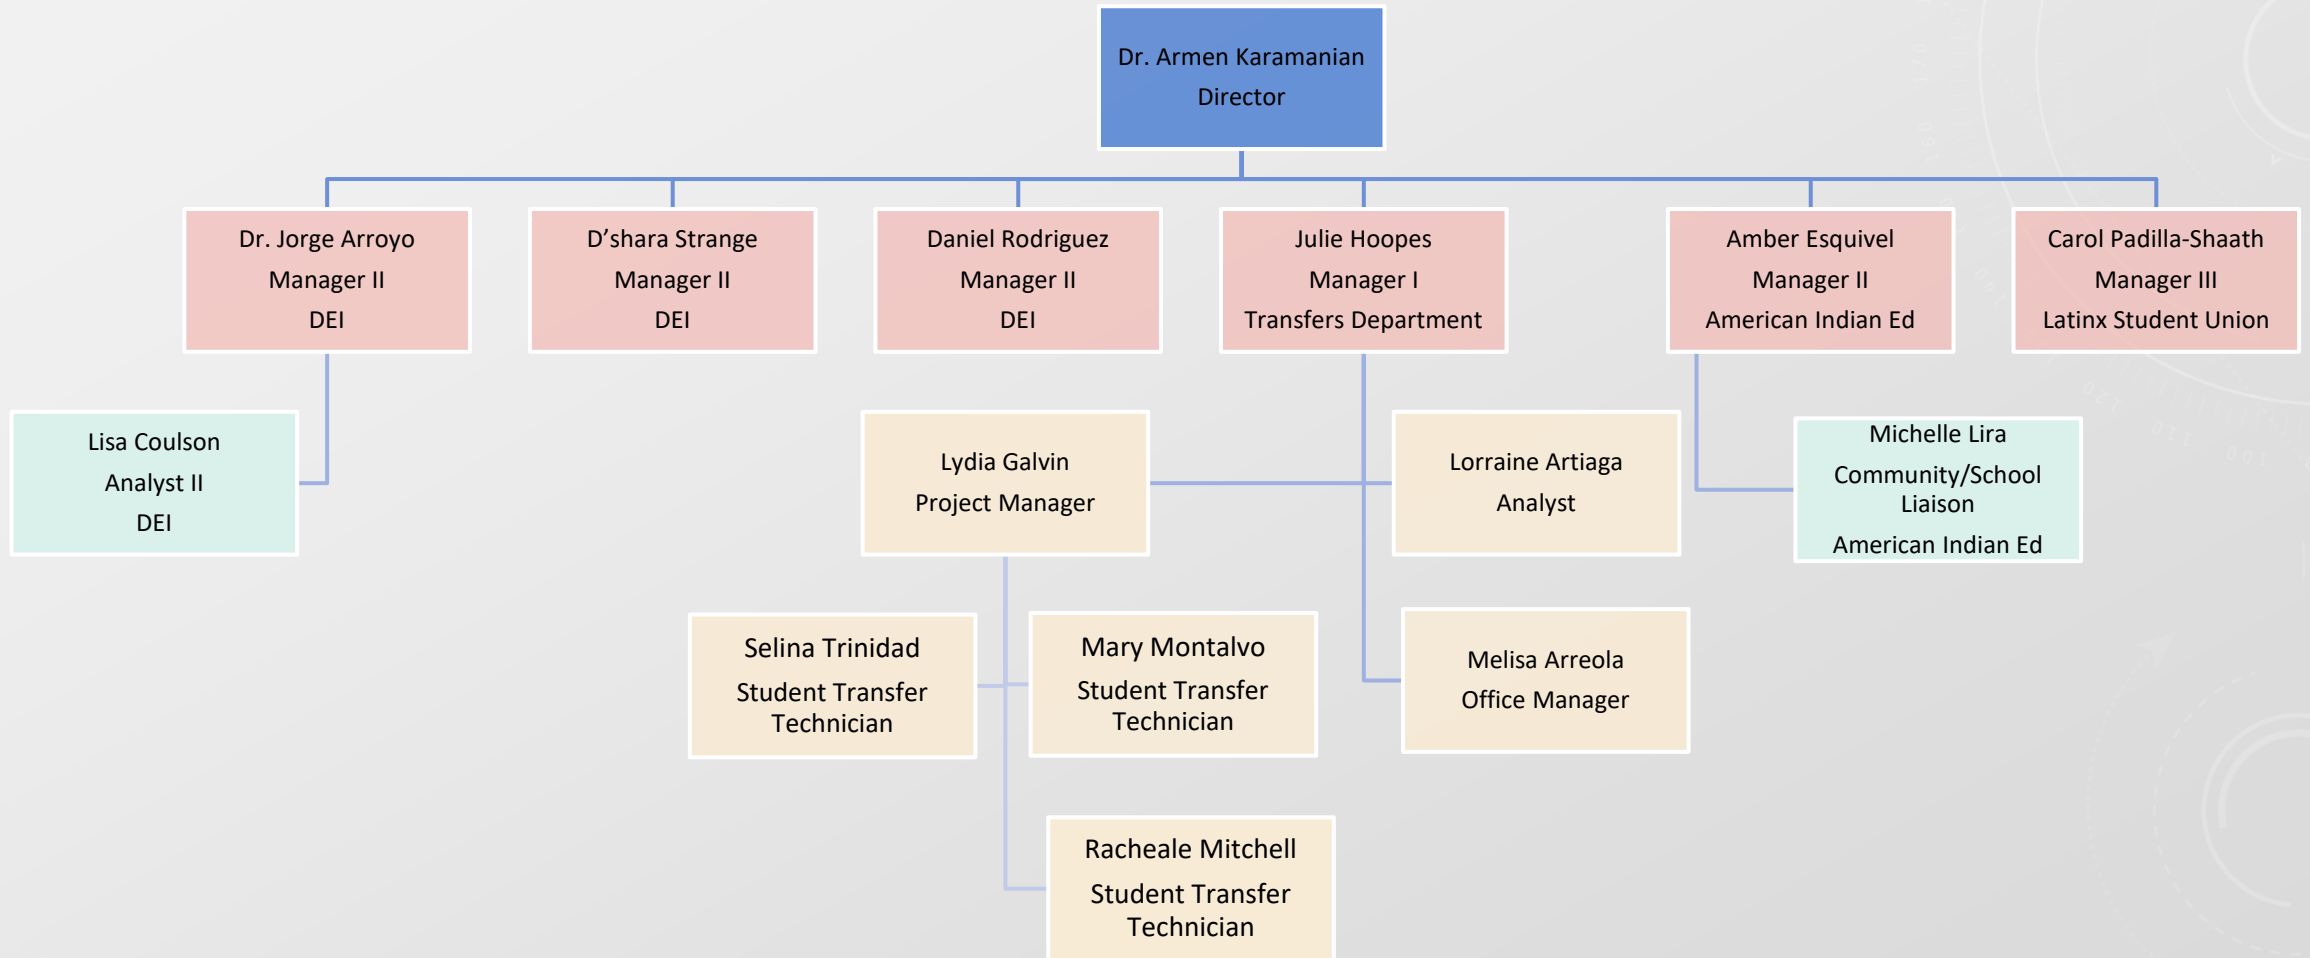 Dr. Armen Karamanian
Director
Dr. Jorge Arroyo
Manager II
DEI
D’shara Strange
Manager II
DEI
Daniel Rodriguez
Manager II
DEI
Julie Hoopes
Manager I
Transfers Department
Amber Esquivel
Manager II
American Indian Ed
Carol Padilla-Shaath
Manager III
Latinx Student Union
Lisa Coulson
Analyst II
DEI
Lydia Galvin
Project Manager
Lorraine Artiaga
Analyst
Michelle Lira
Community/School
Liaison
American Indian Ed
Selina Trinidad
Student Transfer
Technician
Mary Montalvo
Student Transfer
Technician
Melisa Arreola
Office Manager
Racheale Mitchell
Student Transfer
Technician